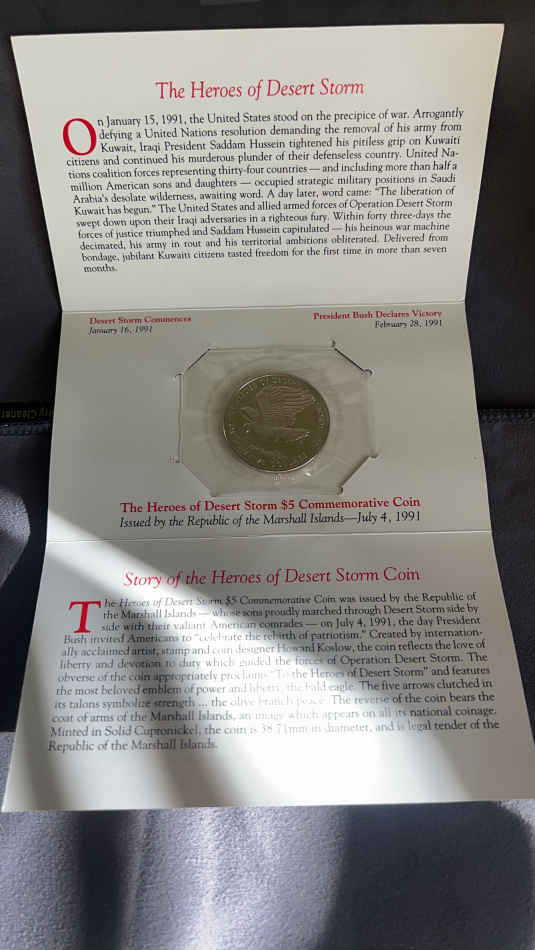 The Heroes of Desert Storm
On January 15, 1991, the United States stood on the precipice of war. Arrogantly
defying a United Nations resolution demanding the removal of his army from
Kuwait, Iraqi President Saddam Hussein tightened his pitiless grip on Kuwaiti
citizens and continued his murderous plunder of their defenseless country. United Na-
tions coalition forces representing thirty-four countries — and including more than half a
million American sons and daughters — occupied strategic military positions in Saudi
Arabia's desolate wilderness, awaiting word. A day later, word came: "The liberation of
Kuwait has begun." The United States and allied armed forces of Operation Desert Storm
swept down upon their Iraqi adversaries in a righteous fury. Within forty three-days the
forces of justice triumphed and Saddam Hussein capitulated — his heinous war machine
decimated, his army in rout and his territorial ambitions obliterated. Delivered from
bondage, jubilant Kuwaiti citizens tasted freedom for the first time in more than seven
months.
Desert Storm Commences
January 16, 1991
President Bush Declares Victory
February 28, 1991
The Heroes of Desert Storm $5 Commemorative Coin
Issued by the Republic of the Marshall Islands—July 4, 1991
Story of the Heroes of Desert Storm Coin
The Heroes of Desert Storm $5 Commemorative Coin was issued by the Republic of
the Marshall Islands — whose sons proudly marched through Desert Storm side by
side with their valiant American comrades — on July 4, 1991, the day President
Bush invited Americans to "celebrate the rebirth of patriotism." Created by internation-
ally acclaimed artist, stamp and coin designer Howard Koslow, the coin reflects the love of
liberty and devotion to duty which guided the forces of Operation Desert Storm. The
obverse of the coin appropriately proclaims "To the Heroes of Desert Storm" and features
the most beloved emblem of power and liberty, the bald eagle. The five arrows clutched in
its talons symbolize strength ... the olive branch peace. The reverse of the coin bears the
coat of arms of the Marshall Islands, an image which appears on all its national coinage.
Minted in Solid Cupronickel, the coin is 38.71mm in diameter, and is legal tender of the
Republic of the Marshall Islands.